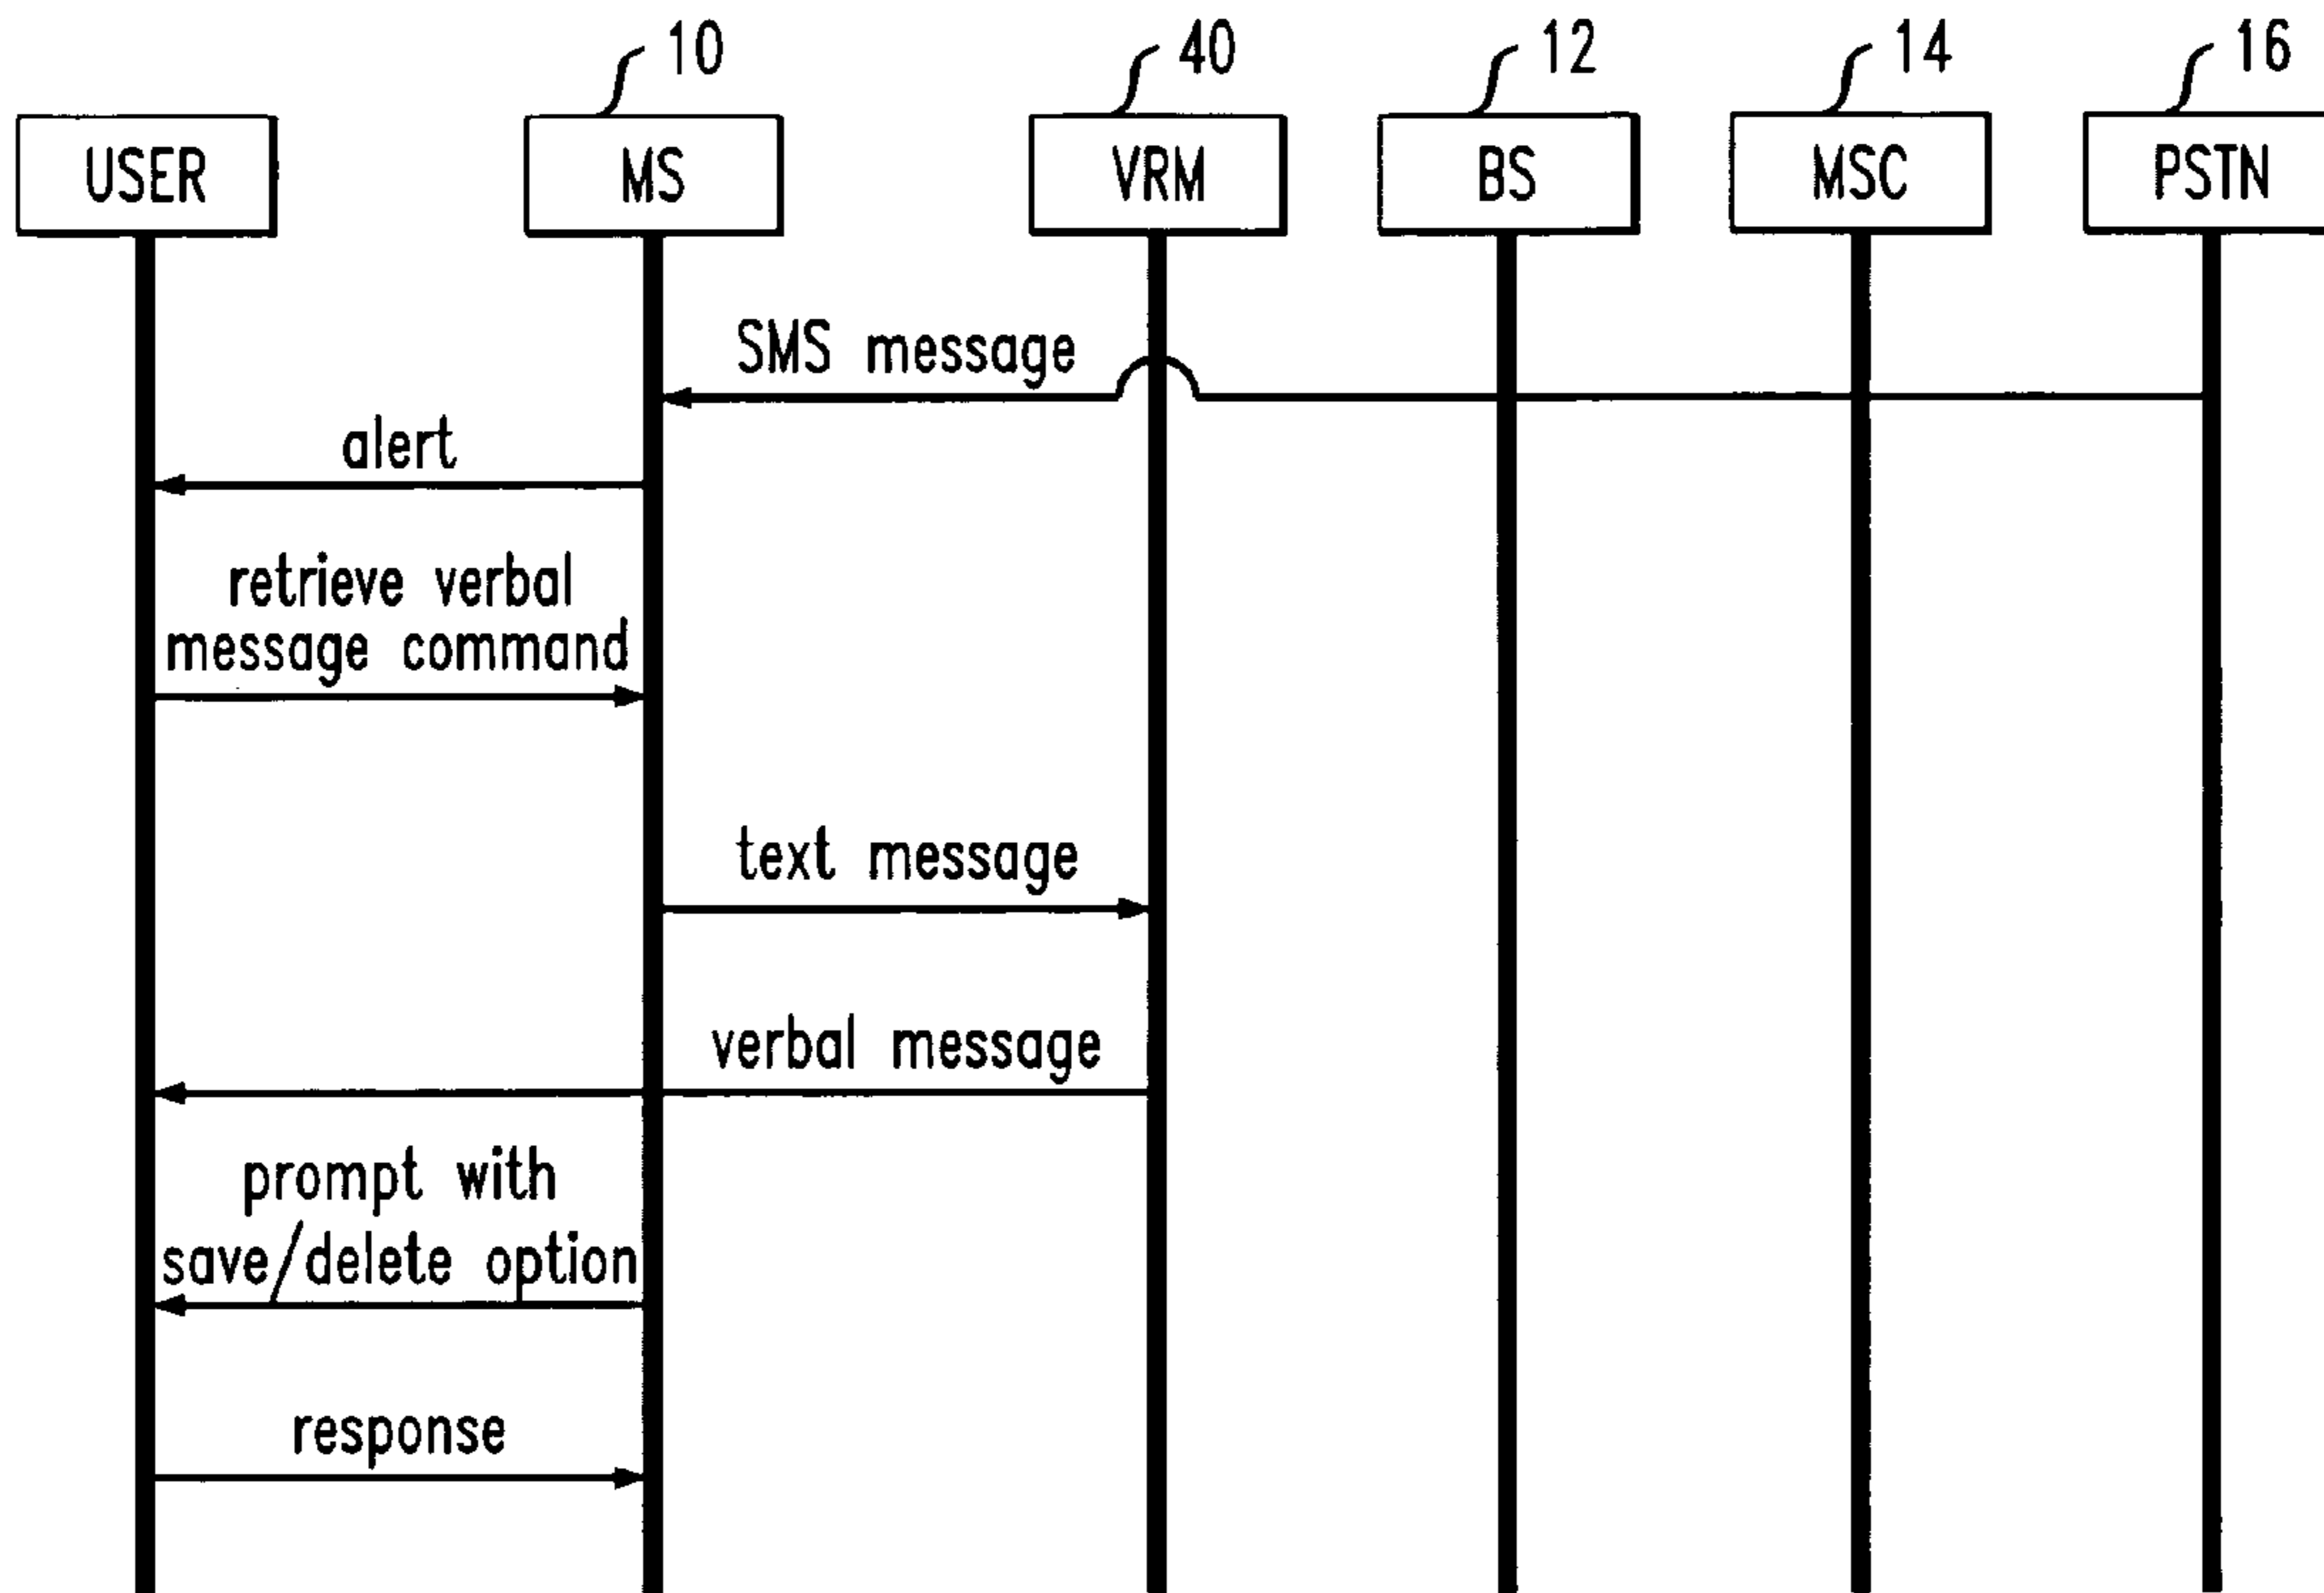 10
40
12
14
16
USER
MS
VRM
BS
MSC
PSTN
SMS message
alert
retrieve verbal
message command
text message
verbal message
prompt with
save/delete option
response